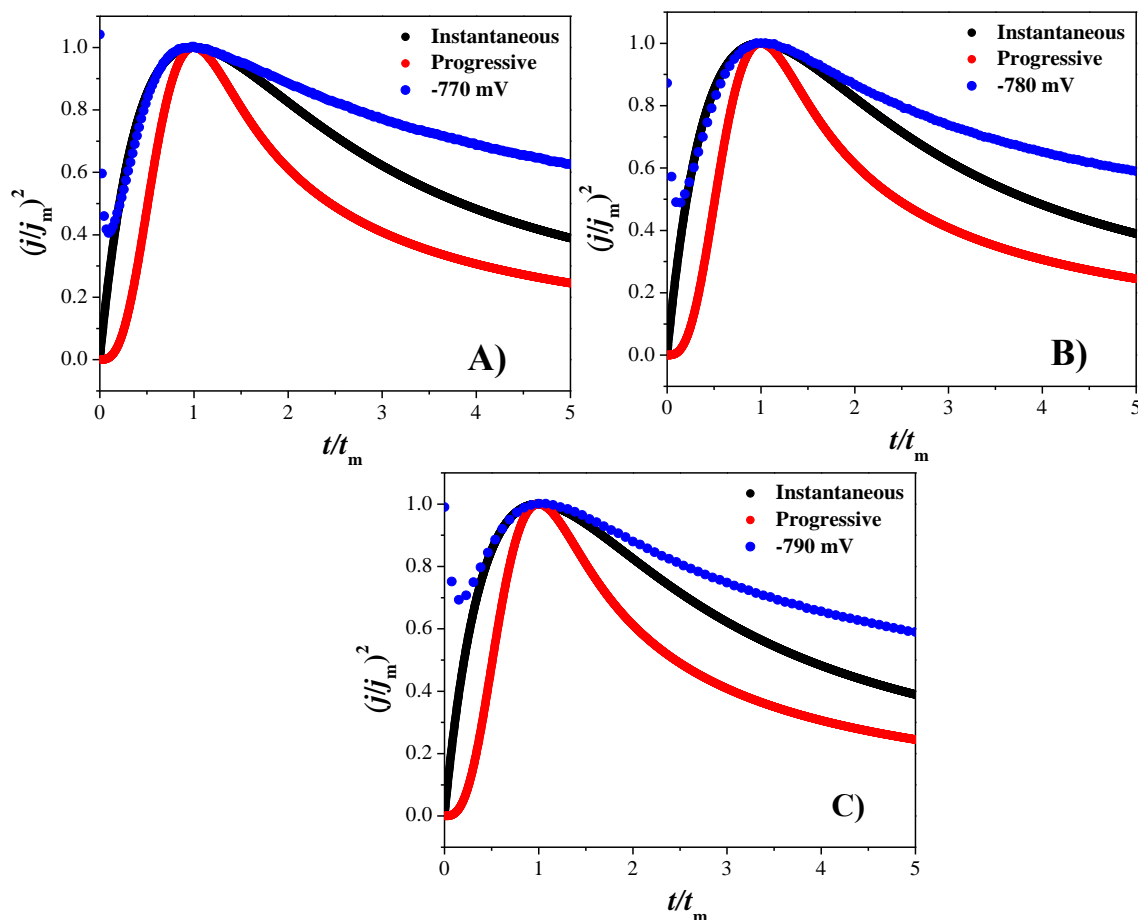 Instantaneous
Progressive
-770 mV
(j/j_m)^2
1.0
0.8
0.6
0.4
0.2
0.0
A)
0 1 2 3 4 5
t/t_m
Instantaneous
Progressive
-780 mV
(j/j_m)^2
1.0
0.8
0.6
0.4
0.2
0.0
B)
0 1 2 3 4 5
t/t_m
Instantaneous
Progressive
-790 mV
(j/j_m)^2
1.0
0.8
0.6
0.4
0.2
0.0
C)
0 1 2 3 4 5
t/t_m